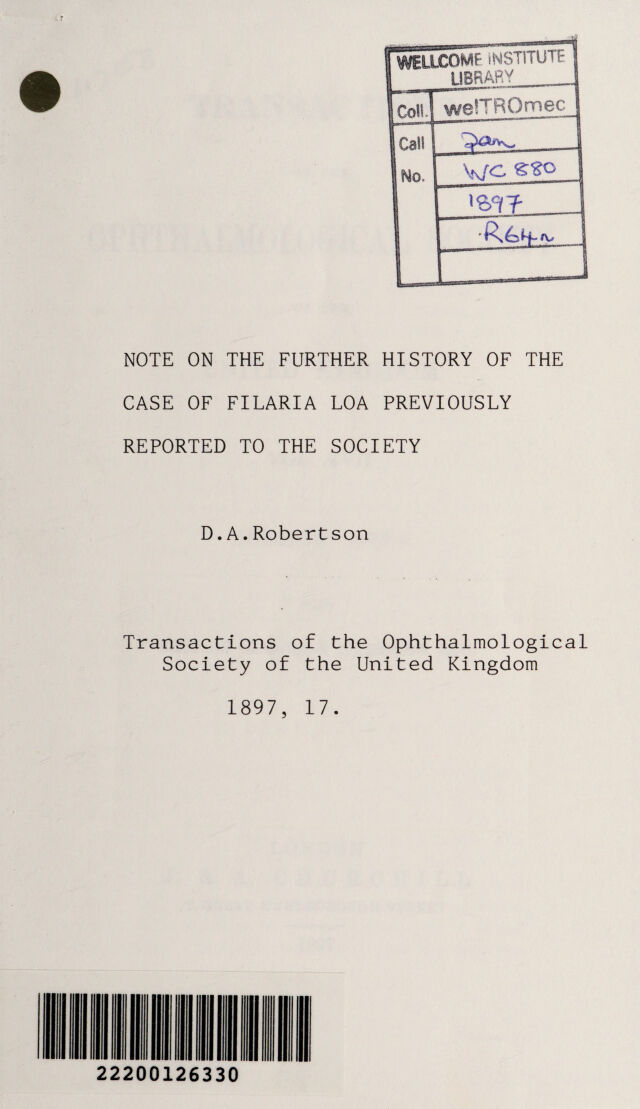 WELLCOME INSTITUTE
LIBRARY
Coll. welTROmec
Call pam
No. WC 880
1897
R64n
NOTE ON THE FURTHER HISTORY OF THE
CASE OF FILARIA LOA PREVIOUSLY
REPORTED TO THE SOCIETY
D.A.Robertson
Transactions of the Ophthalmological
Society of the United Kingdom
1897, 17.
22200126330